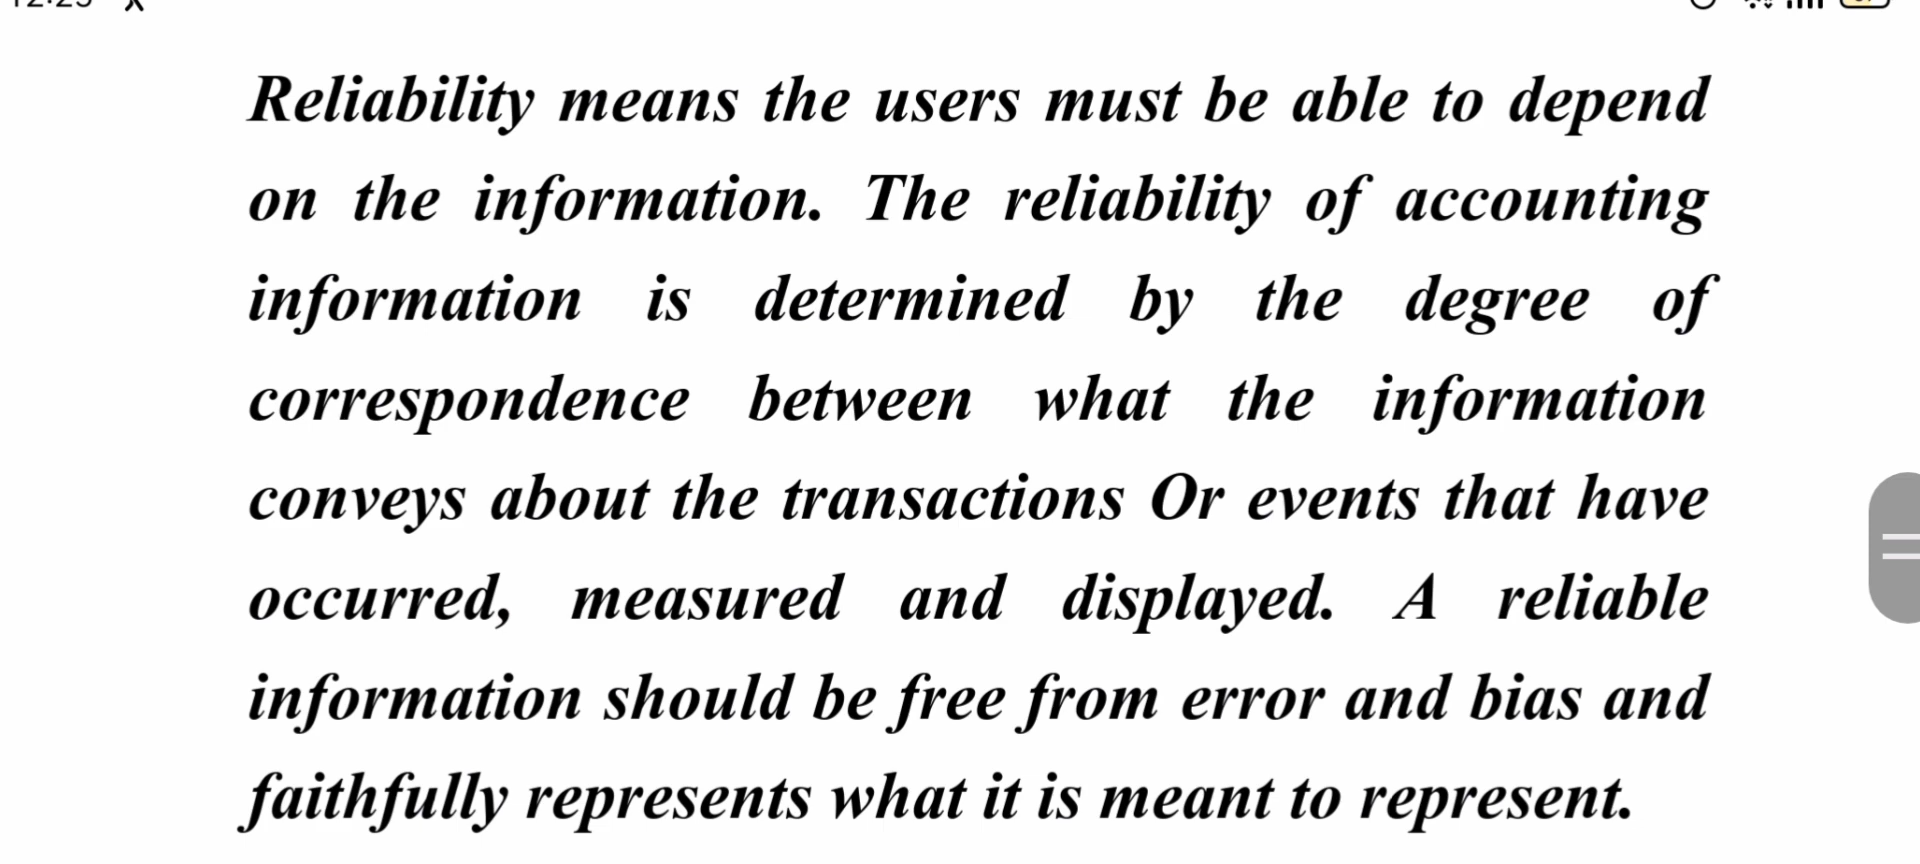 Reliability means the users must be able to depend
on the information. The reliability of accounting
information is determined by the degree of
correspondence between what the information
conveys about the transactions Or events that have
occurred, measured and displayed. A reliable
information should be free from error and bias and
faithfully represents what it is meant to represent.